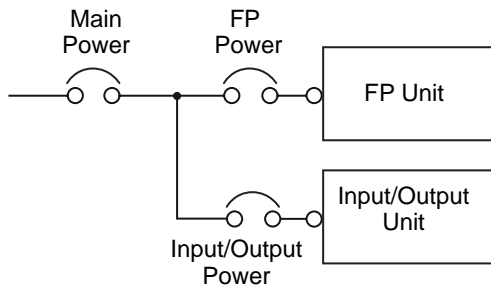 Main
Power
FP
Power
FP Unit
Input/Output
Unit
Input/Output
Power